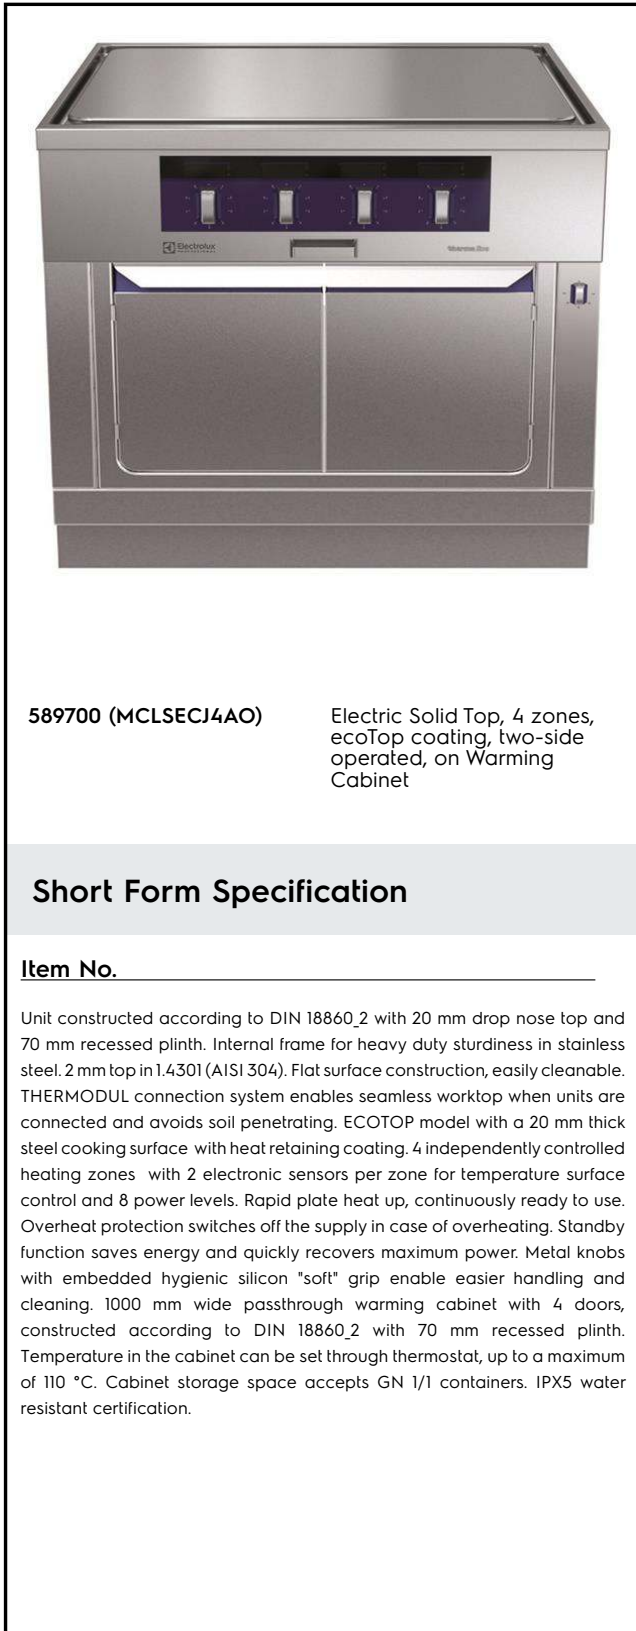 Electrolux
PROFESSIONAL
589700 (MCLSECJ4AO)
Electric Solid Top, 4 zones,
ecoTop coating, two-side
operated, on Warming
Cabinet
Short Form Specification
Item No.
Unit constructed according to DIN 18860_2 with 20 mm drop nose top and
70 mm recessed plinth. Internal frame for heavy duty sturdiness in stainless
steel. 2 mm top in 1.4301 (AISI 304). Flat surface construction, easily cleanable.
THERMODUL connection system enables seamless worktop when units are
connected and avoids soil penetrating. ECOTOP model with a 20 mm thick
steel cooking surface with heat retaining coating. 4 independently controlled
heating zones with 2 electronic sensors per zone for temperature surface
control and 8 power levels. Rapid plate heat up, continuously ready to use.
Overheat protection switches off the supply in case of overheating. Standby
function saves energy and quickly recovers maximum power. Metal knobs
with embedded hygienic silicon "soft" grip enable easier handling and
cleaning. 1000 mm wide passthrough warming cabinet with 4 doors,
constructed according to DIN 18860_2 with 70 mm recessed plinth.
Temperature in the cabinet can be set through thermostat, up to a maximum
of 110 °C. Cabinet storage space accepts GN 1/1 containers. IPX5 water
resistant certification.